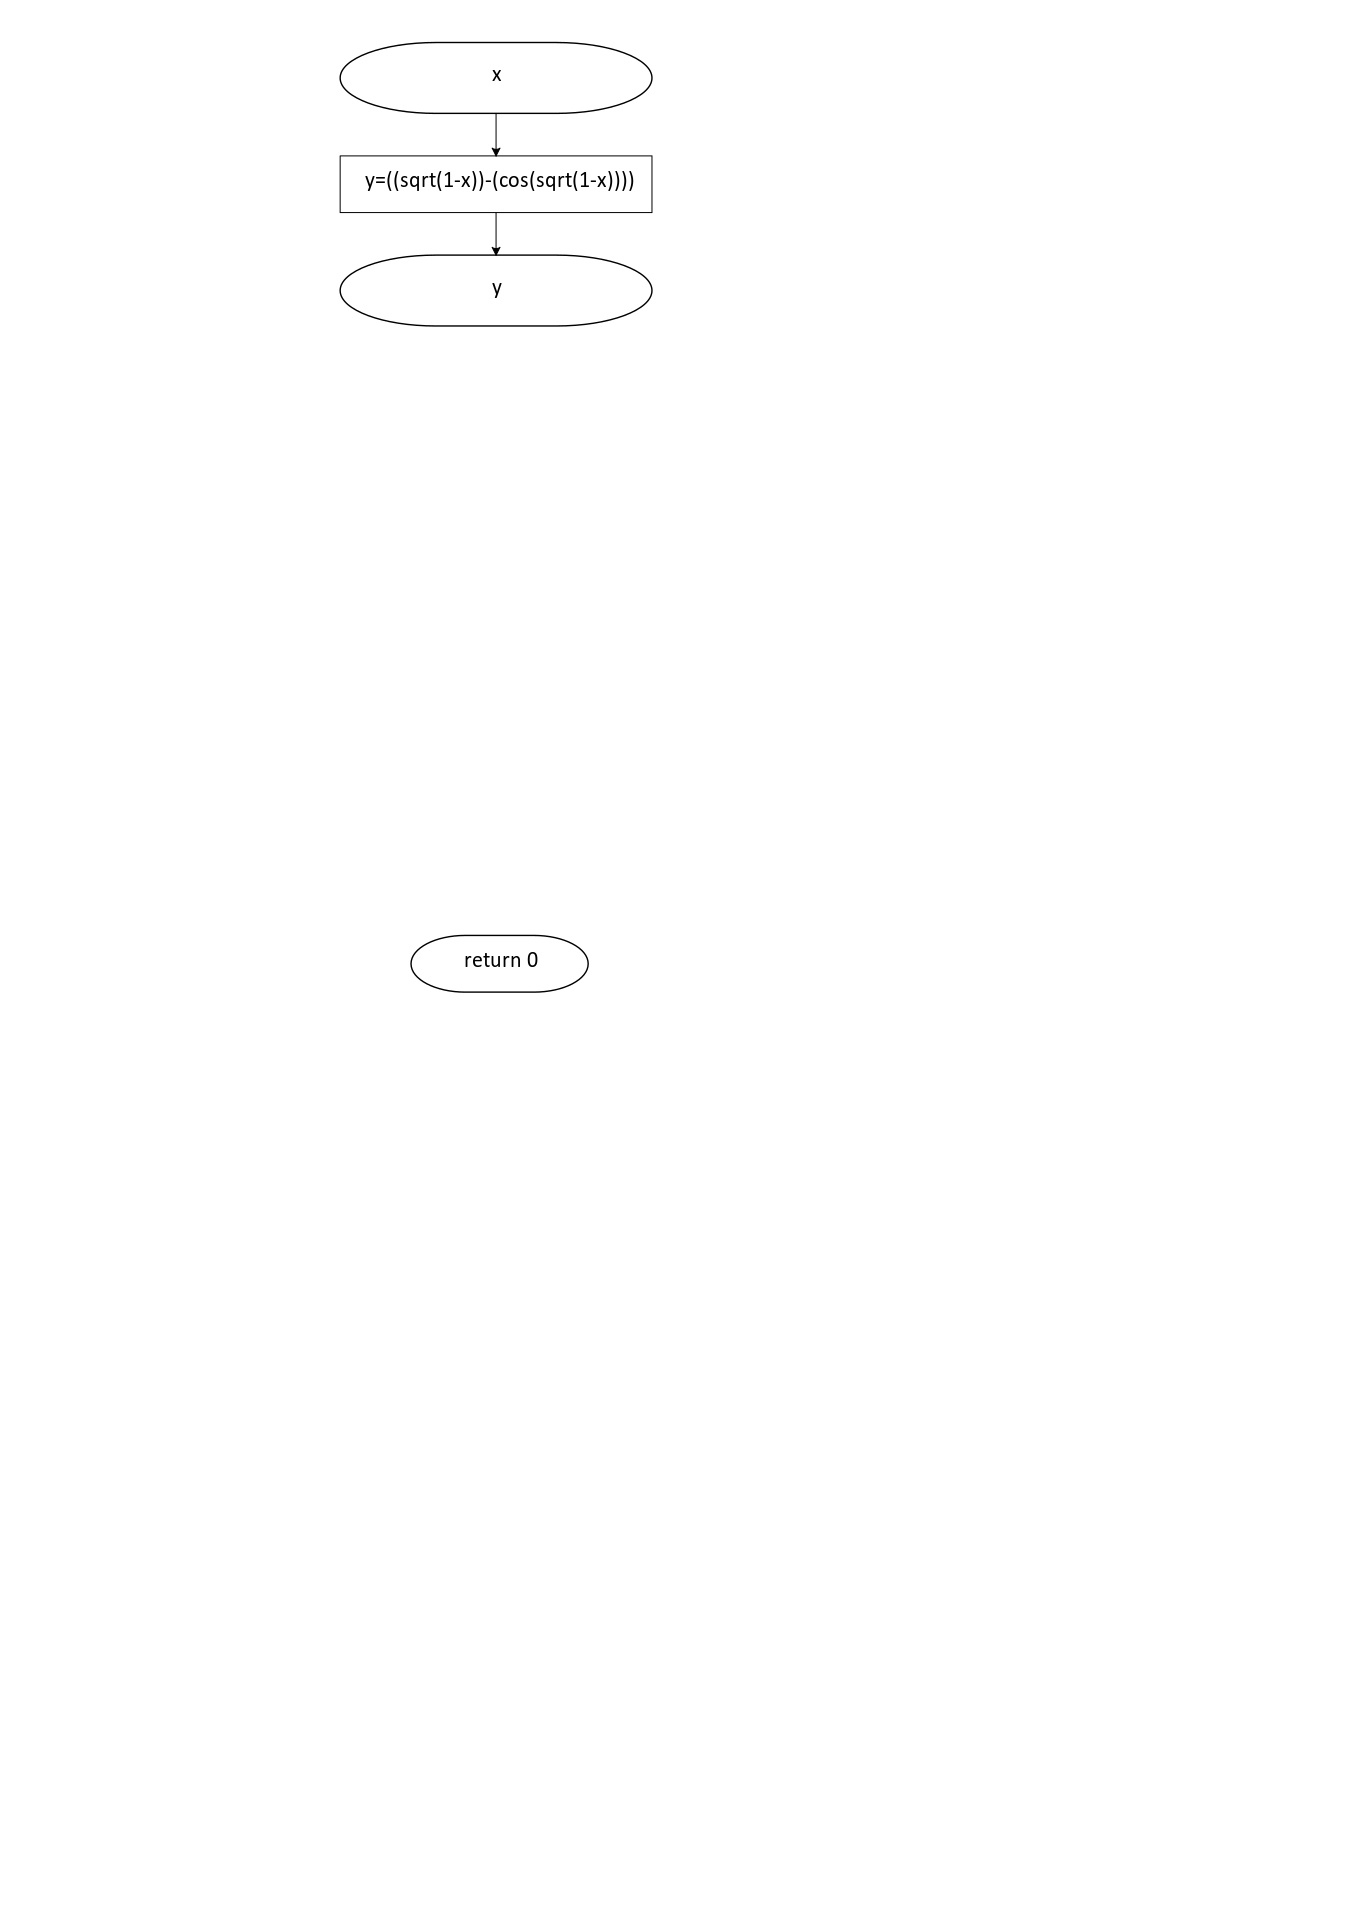 x
y=((sqrt(1-x))-(cos(sqrt(1-x))))
y
return 0